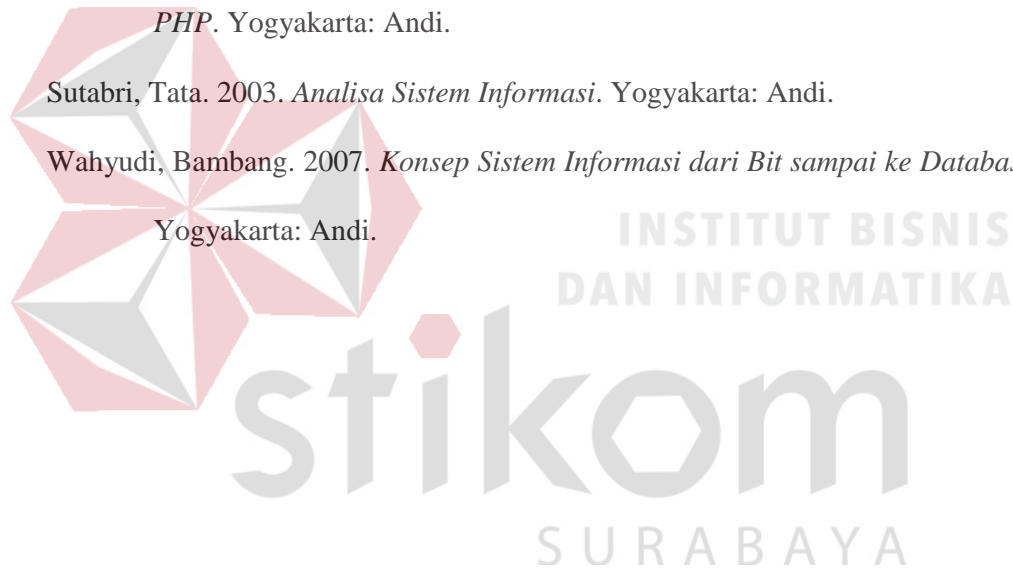 PHP. Yogyakarta: Andi.
Sutabri, Tata. 2003. Analisa Sistem Informasi. Yogyakarta: Andi.
Wahyudi, Bambang. 2007. Konsep Sistem Informasi dari Bit sampai ke Databas
Yogyakarta: Andi.
INSTITUT BISNIS
DAN INFORMATIKA
stikom
SURABAYA